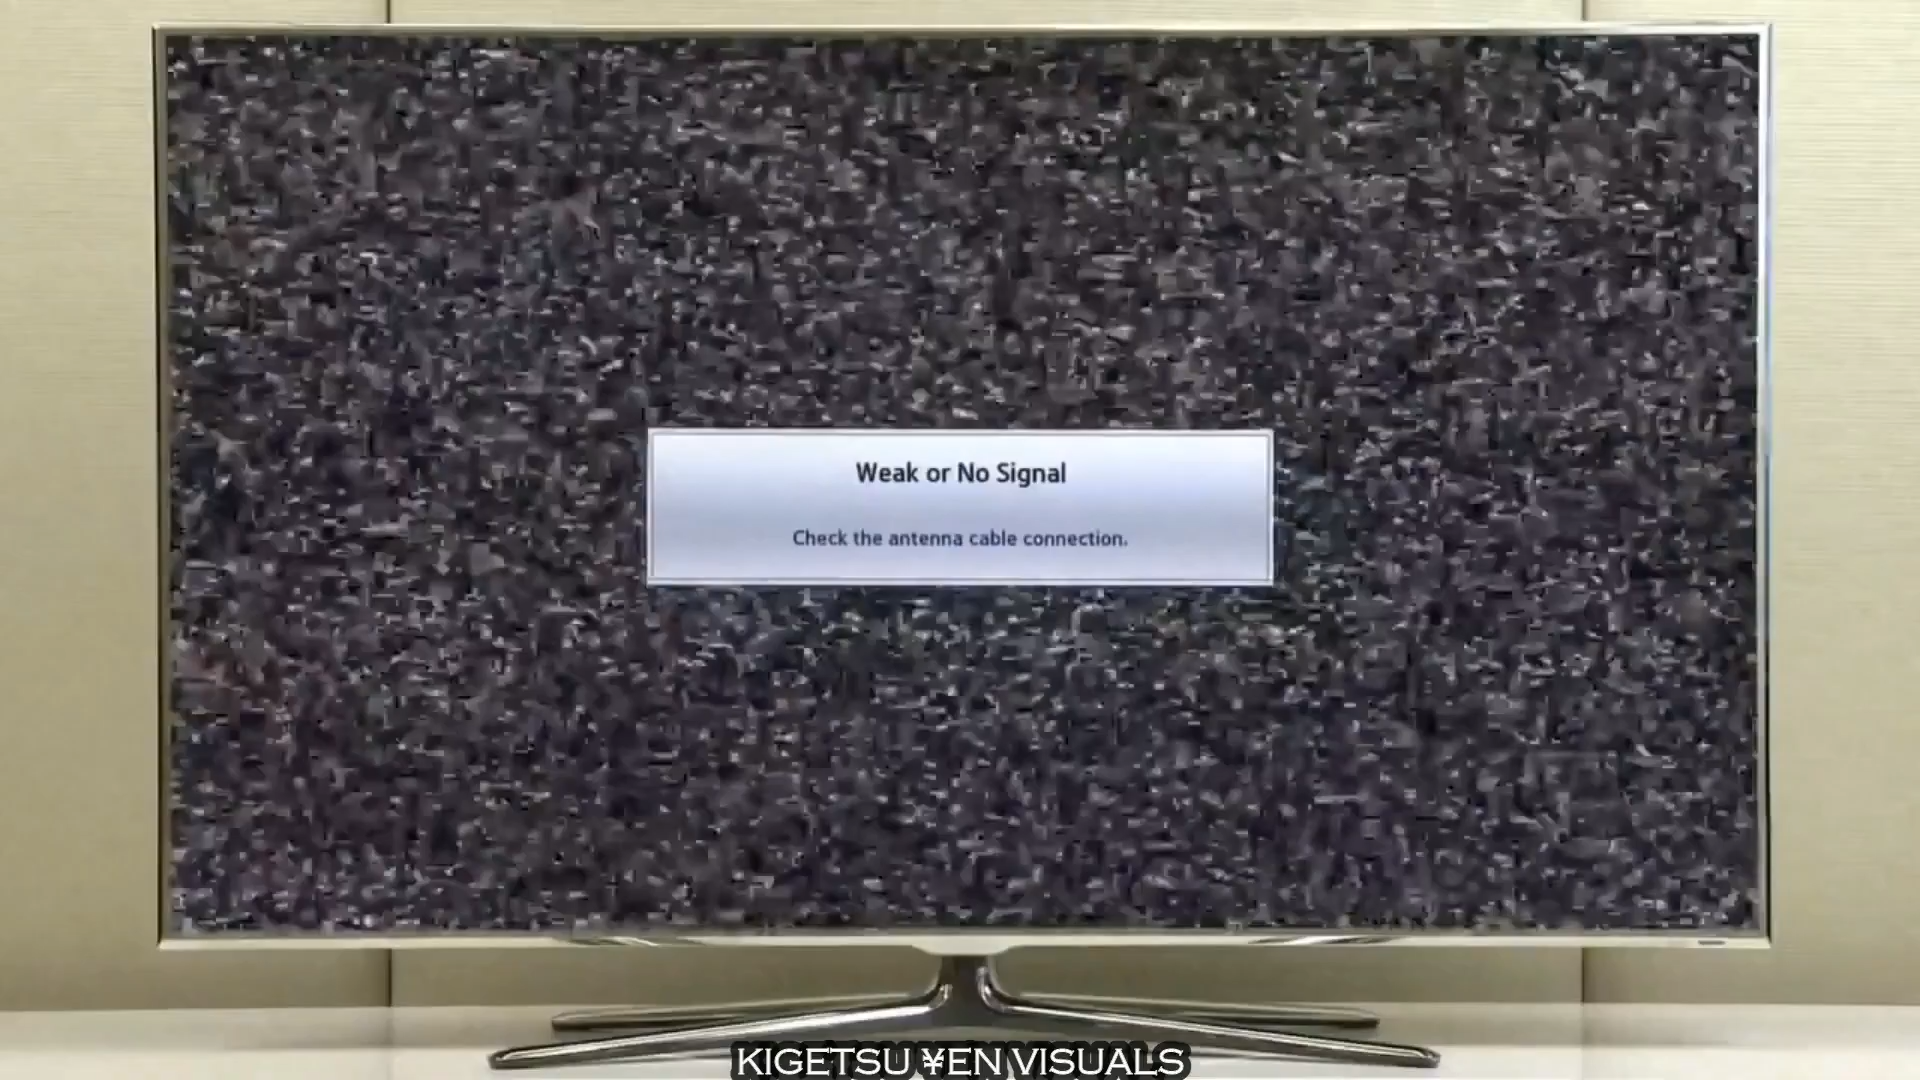 Weak or No Signal
Check the antenna cable connection.
KIGETSU ¥EN VISUALS